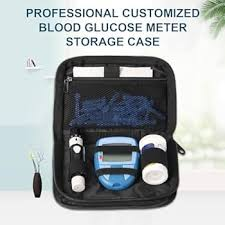 PROFESSIONAL CUSTOMIZED
BLOOD GLUCOSE METER
STORAGE CASE